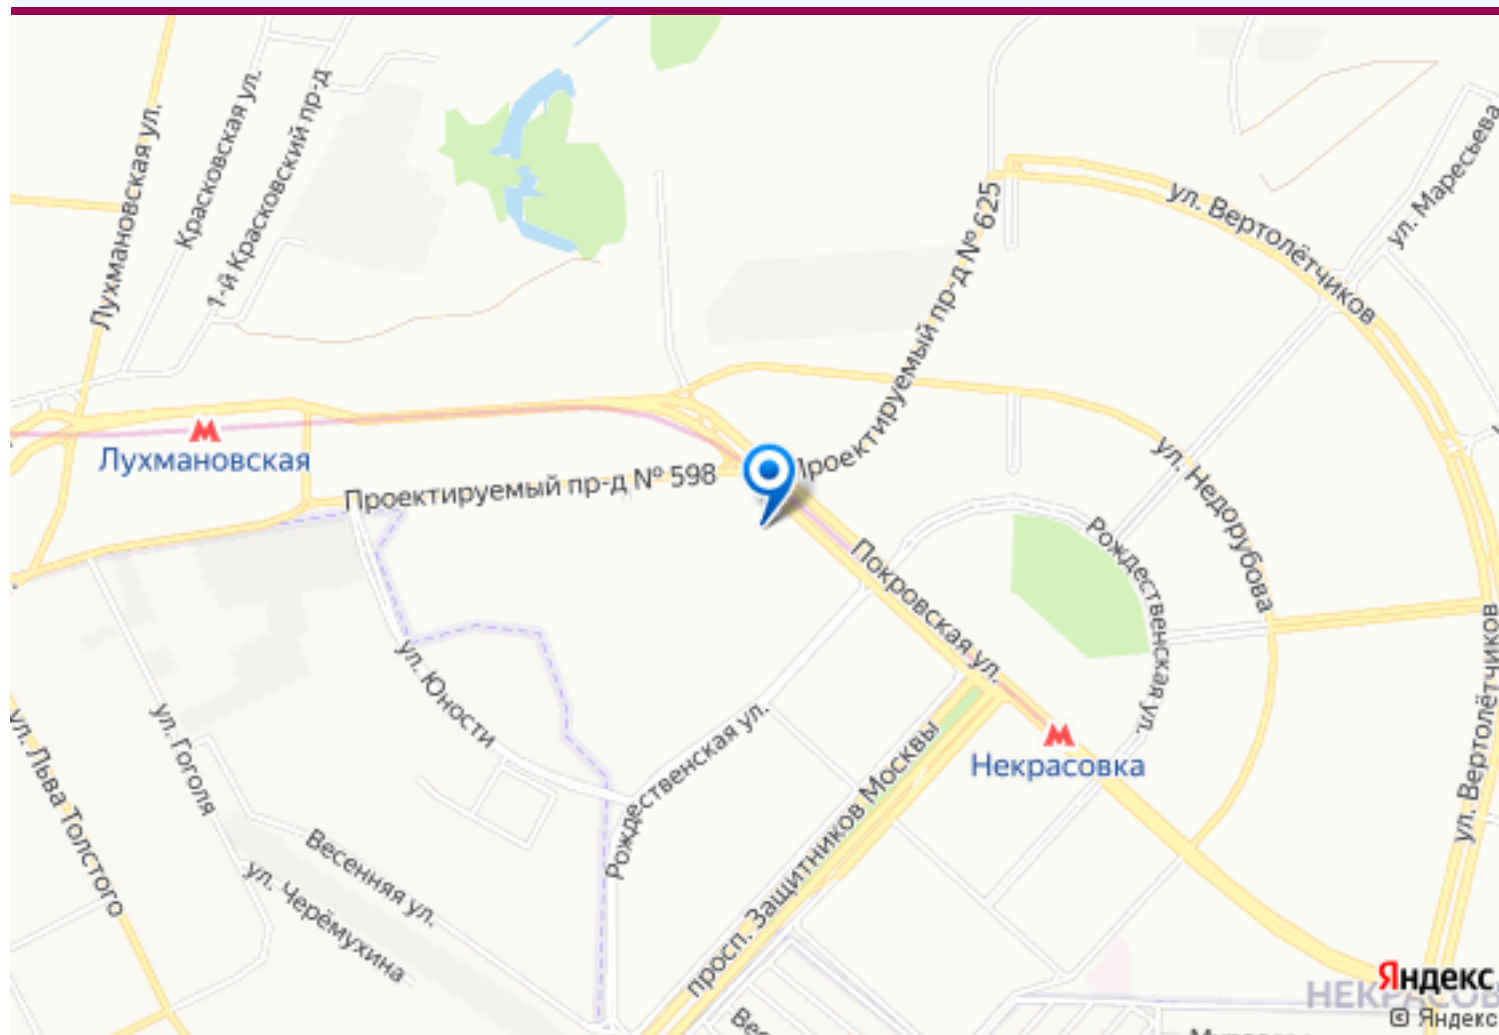 Лухмановская ул.
Красковская ул.
1-й Красковский пр-д
Проектируемый пр-д № 625
ул. Вертолётчиков
ул. Маресьева
Лухмановская
Проектируемый пр-д № 598
ул. Недорубова
Рождественская ул.
Покровская ул.
ул. Юности
ул. Гоголя
ул. Льва Толстого
Рождественская ул.
Некрасовка
ул. Вертолётчиков
просп. Защитников Москвы
Весенняя ул.
ул. Черёмухина
Яндекс
© Яндекс